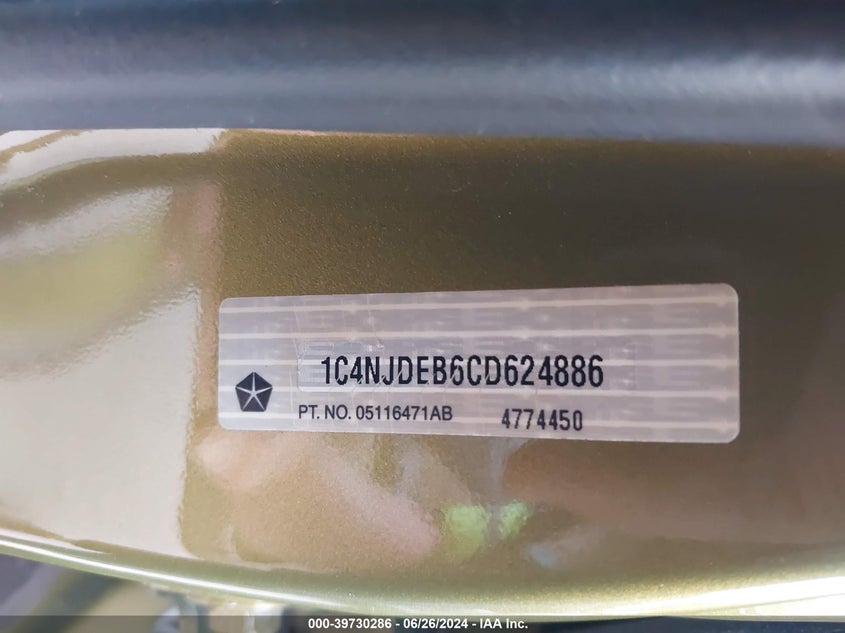 1C4NJDEB6CD624886
PT. NO. 05116471AB 4774450
000-39730286 - 06/26/2024 - IAA Inc.